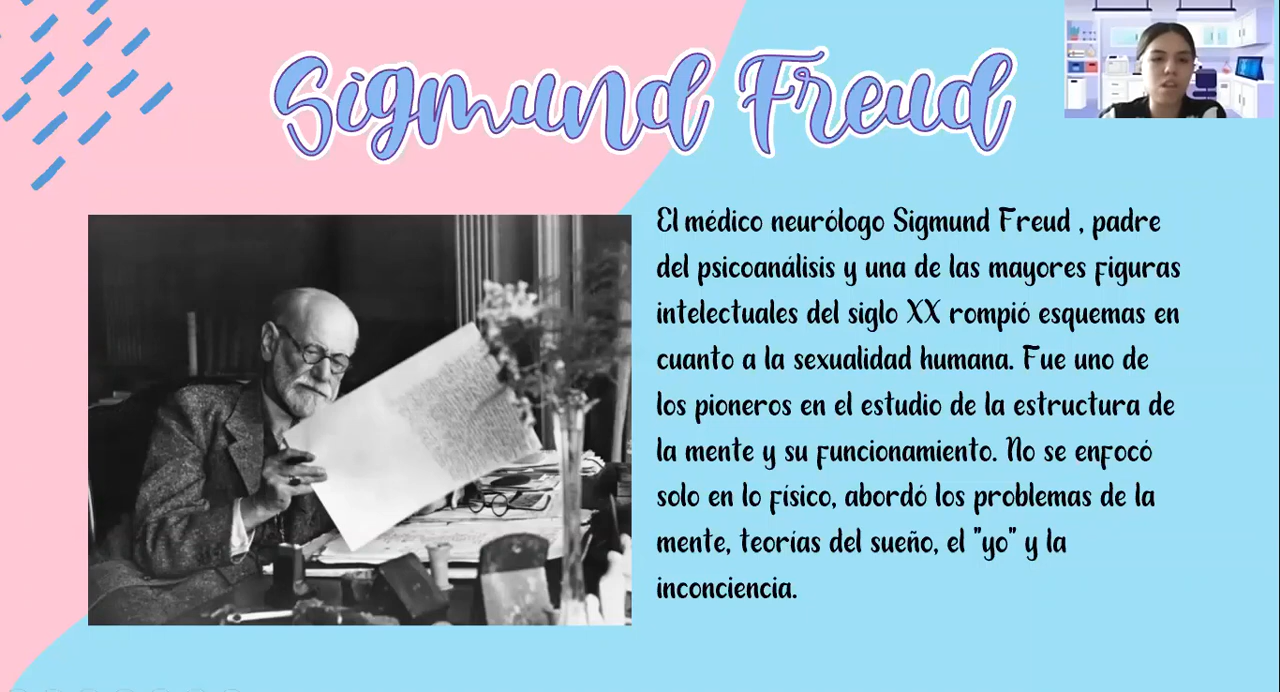 Sigmund Freud
El médico neurólogo Sigmund Freud , padre
del psicoanálisis y una de las mayores figuras
intelectuales del siglo XX rompió esquemas en
cuanto a la sexualidad humana. Fue uno de
los pioneros en el estudio de la estructura de
la mente y su funcionamiento. No se enfocó
solo en lo físico, abordó los problemas de la
mente, teorías del sueño, el "yo" y la
inconciencia.